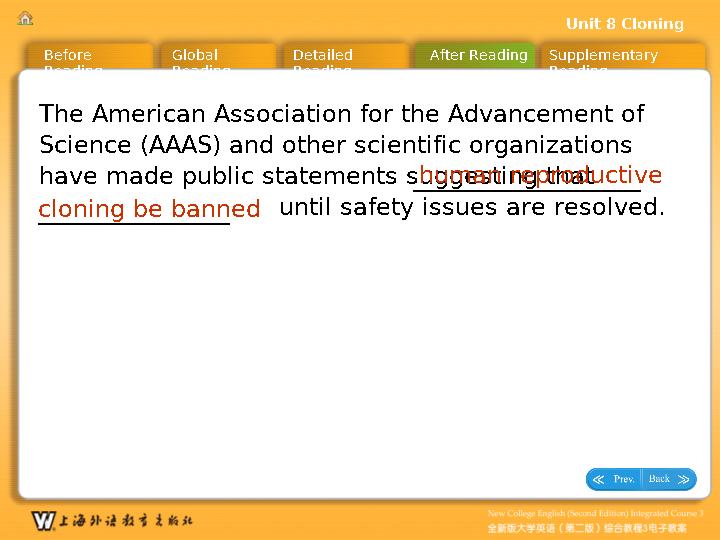 Unit 8 Cloning
Before Reading
Global Reading
Detailed Reading
After Reading
Supplementary Reading
The American Association for the Advancement of
Science (AAAS) and other scientific organizations
have made public statements suggesting that human reproductive
cloning be banned until safety issues are resolved.
Prev. Back
上海外语教育出版社
New College English (Second Edition) Integrated Course 3
全新版大学英语（第二版）综合教程3电子教案